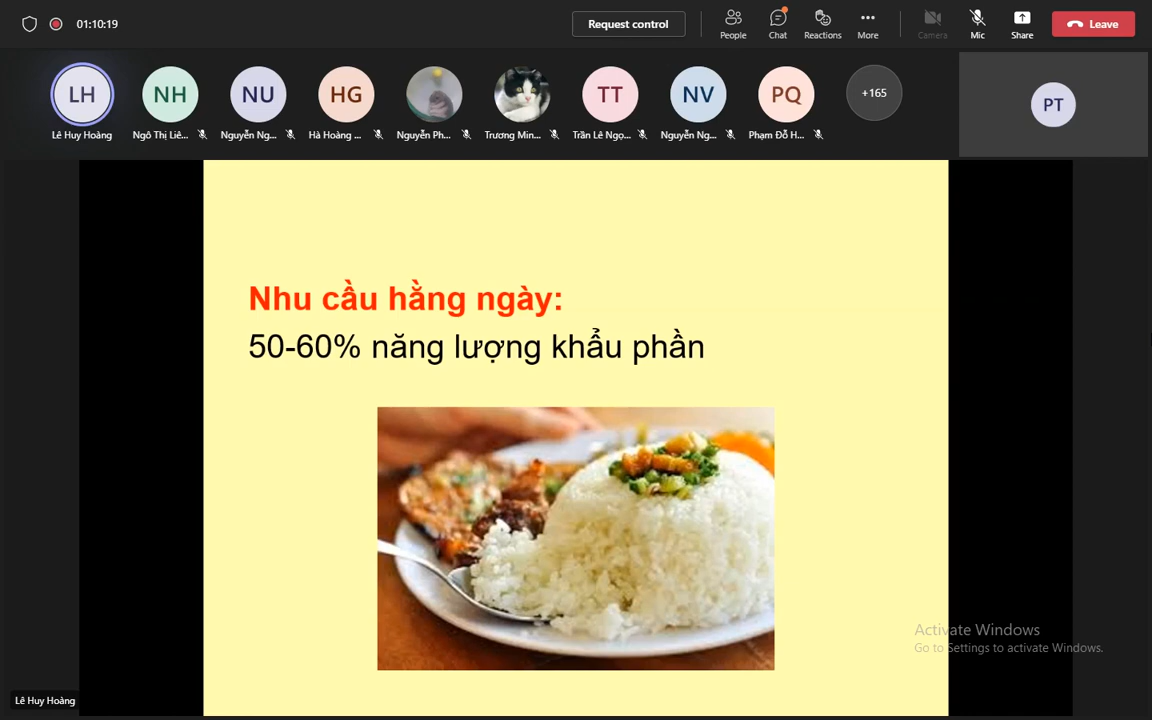 01:10:19
Request control
People
Chat
Reactions
More
Camera
Mic
Share
Leave
LH
NH
NU
HG
TT
NV
PQ
+165
PT
Lê Huy Hoàng
Ngô Thị Liê...
Nguyễn Ng...
Hà Hoàng ...
Nguyễn Ph...
Trương Min...
Trần Lê Ngọ...
Nguyễn Ng...
Phạm Đỗ H...
Nhu cầu hằng ngày:
50-60% năng lượng khẩu phần
Activate Windows
Go to Settings to activate Windows.
Lê Huy Hoàng